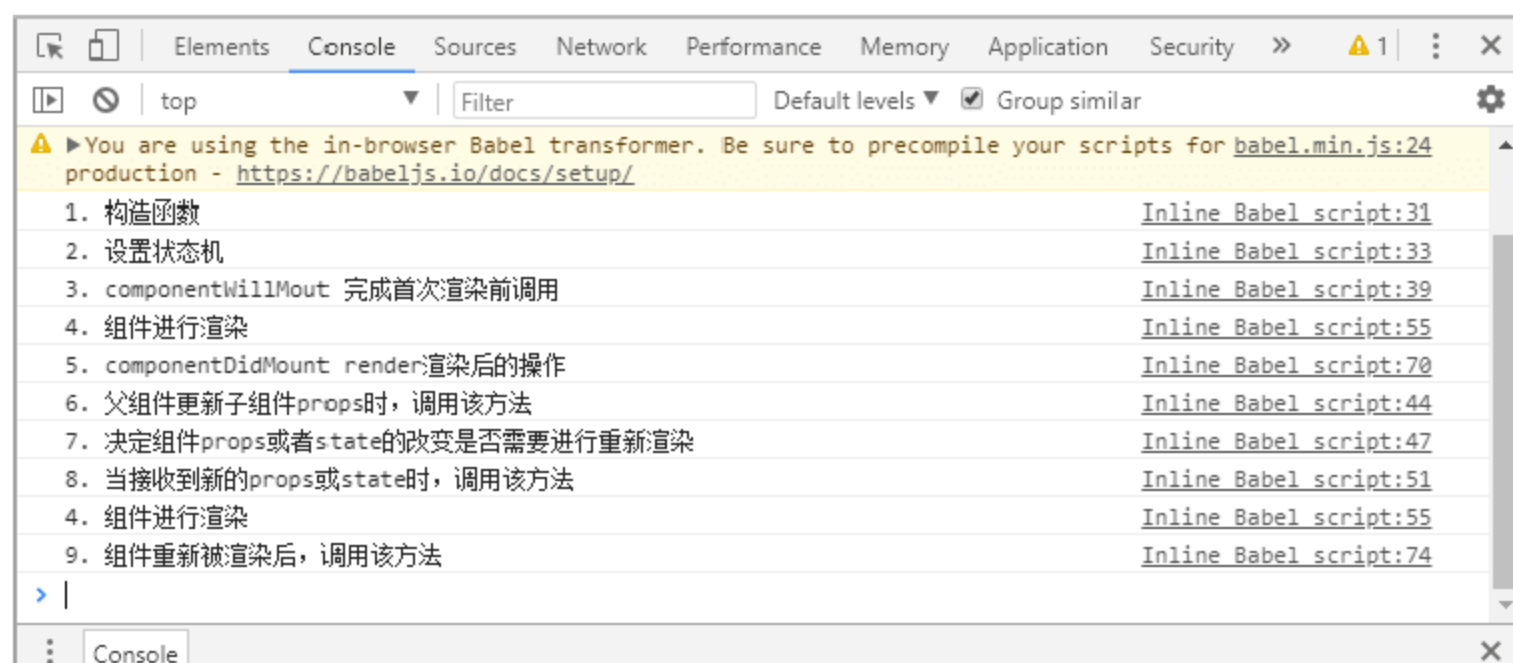 Elements Console Sources Network Performance Memory Application Security » 1
top Filter Default levels Group similar
You are using the in-browser Babel transformer. Be sure to precompile your scripts for babel.min.js:24
production - https://babeljs.io/docs/setup/
1. 构造函数 Inline Babel script:31
2. 设置状态机 Inline Babel script:33
3. componentWillMout 完成首次渲染前调用 Inline Babel script:39
4. 组件进行渲染 Inline Babel script:55
5. componentDidMount render渲染后的操作 Inline Babel script:70
6. 父组件更新子组件props时，调用该方法 Inline Babel script:44
7. 决定组件props或者state的改变是否需要进行重新渲染 Inline Babel script:47
8. 当接收到新的props或state时，调用该方法 Inline Babel script:51
4. 组件进行渲染 Inline Babel script:55
9. 组件重新被渲染后，调用该方法 Inline Babel script:74
>
Console